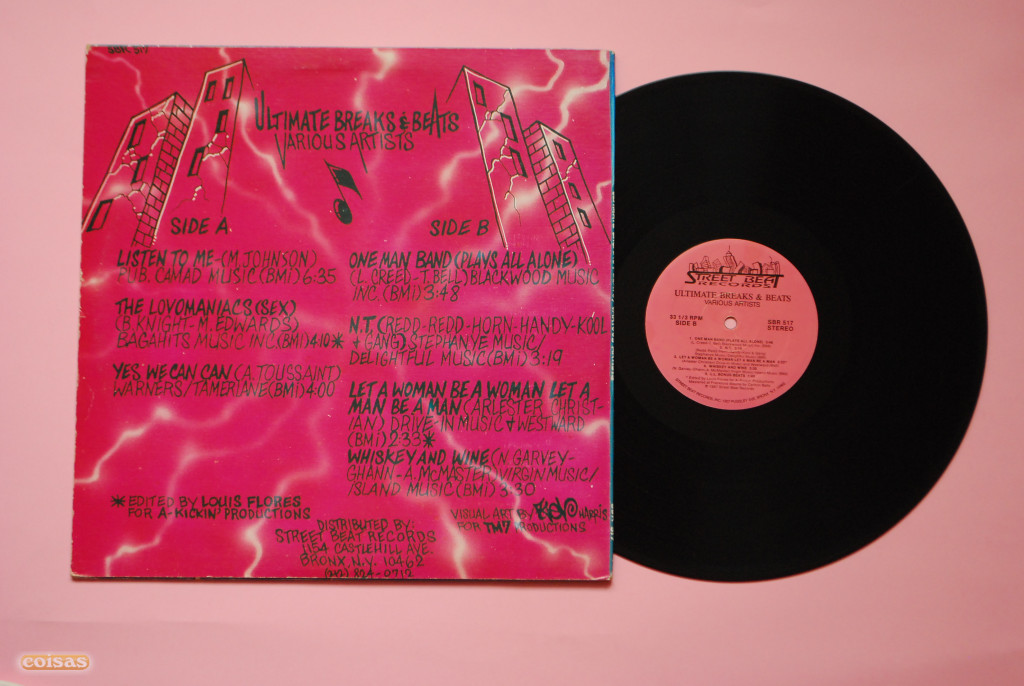 SBR 517
ULTIMATE BREAKS & BEATS
VARIOUS ARTISTS
SIDE A
LISTEN TO ME-(M. JOHNSON)
PUB. CAMAD MUSIC (BMI) 6:35
THE LOVOMANIACS (SEX)
(B. KNIGHT-M. EDWARDS)
BAGAHITS MUSIC INC. (BMI) 4:10*
YES WE CAN CAN (A. TOUSSAINT)
WARNERS/TAMERLANE (BMI) 4:00
SIDE B
ONE MAN BAND (PLAYS ALL ALONE)
(L. CREED-T. BELL) BLACKWOOD MUSIC
INC. (BMI) 3:48
N.T. (REDD-REDD-HORN-HANDY-KOOL
+ GANG) STEPHANYE MUSIC/
DELIGHTFUL MUSIC (BMI) 3:19
LET A WOMAN BE A WOMAN LET A
MAN BE A MAN (ARLESTER CHRIST-
IAN) DRIVE-IN MUSIC + WESTWARD
(BMI) 2:33*
WHISKEY AND WINE (N. GARVEY-
GHANN-A. MCMASTER) VIRGIN MUSIC/
ISLAND MUSIC (BMI) 3:30
* EDITED BY LOUIS FLORES
FOR A-KICKIN' PRODUCTIONS
VISUAL ART BY KEV HARRIS
FOR TM7 PRODUCTIONS
DISTRIBUTED BY:
STREET BEAT RECORDS
1154 CASTLEHILL AVE.
BRONX, N.Y. 10462
(212) 824-0712
STREET BEAT
RECORDS
ULTIMATE BREAKS & BEATS
VARIOUS ARTISTS
33 1/3 RPM
SIDE B
SBR 517
STEREO
coisas